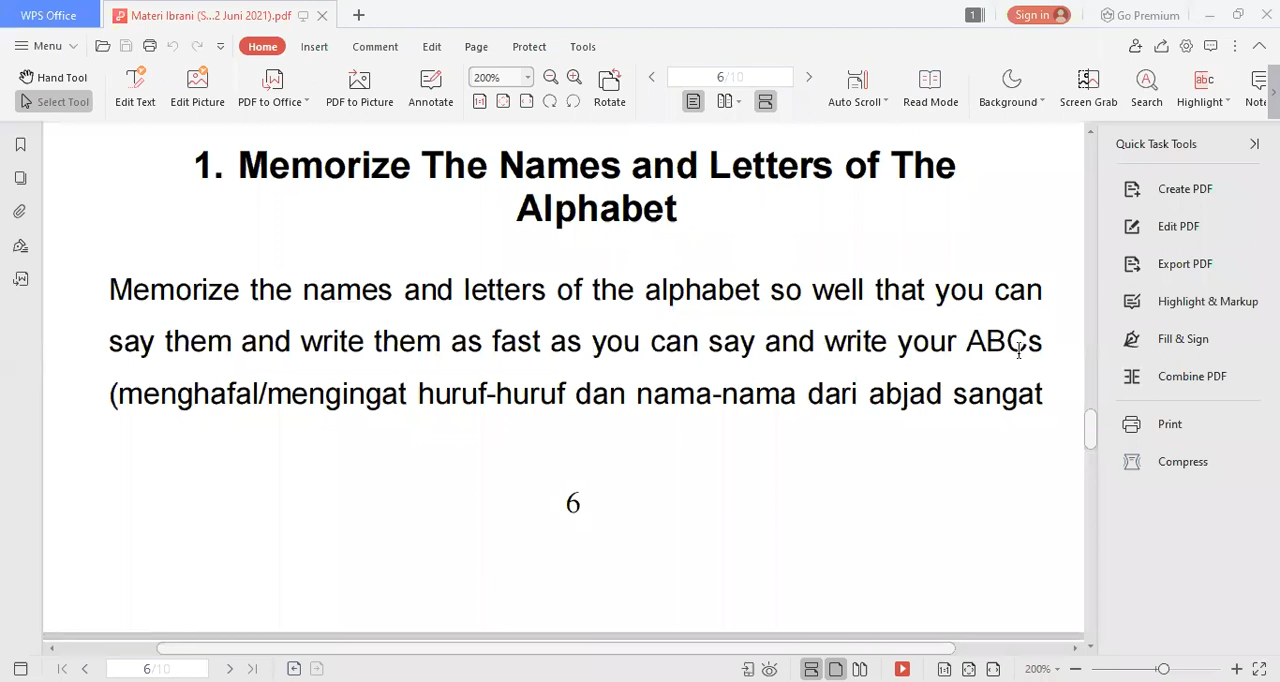 WPS Office
Materi Ibrani (S...2 Juni 2021).pdf
1
Sign in
Go Premium
Menu
Home
Insert
Comment
Edit
Page
Protect
Tools
Hand Tool
Select Tool
Edit Text
Edit Picture
PDF to Office
PDF to Picture
Annotate
200%
Rotate
6/10
Auto Scroll
Read Mode
Background
Screen Grab
Search
Highlight
Note
1. Memorize The Names and Letters of The
Alphabet
Memorize the names and letters of the alphabet so well that you can
say them and write them as fast as you can say and write your ABCs
(menghafal/mengingat huruf-huruf dan nama-nama dari abjad sangat
6
Quick Task Tools
Create PDF
Edit PDF
Export PDF
Highlight & Markup
Fill & Sign
Combine PDF
Print
Compress
6/10
200%